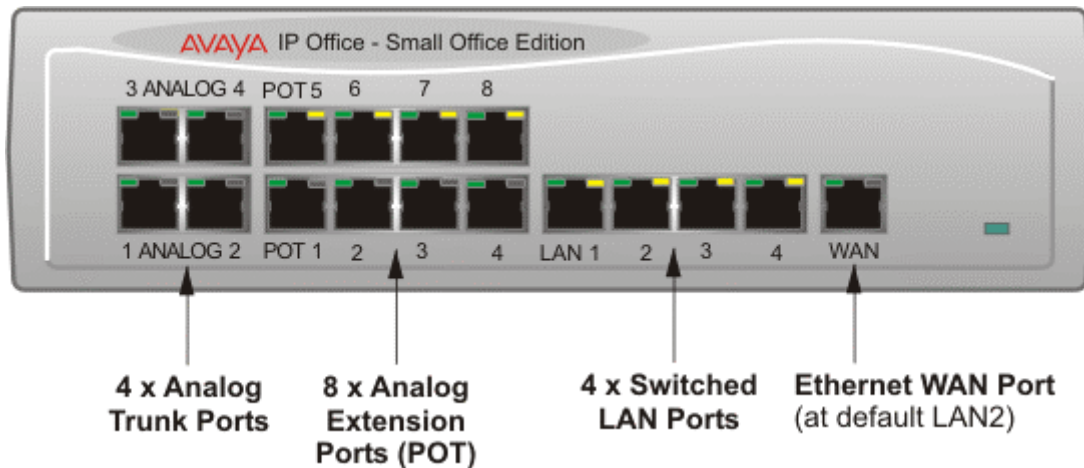 AVAYA IP Office - Small Office Edition
3 ANALOG 4 POT 5 6 7 8
1 ANALOG 2 POT 1 2 3 4 LAN 1 2 3 4 WAN
4 x Analog
Trunk Ports
8 x Analog
Extension
Ports (POT)
4 x Switched
LAN Ports
Ethernet WAN Port
(at default LAN2)